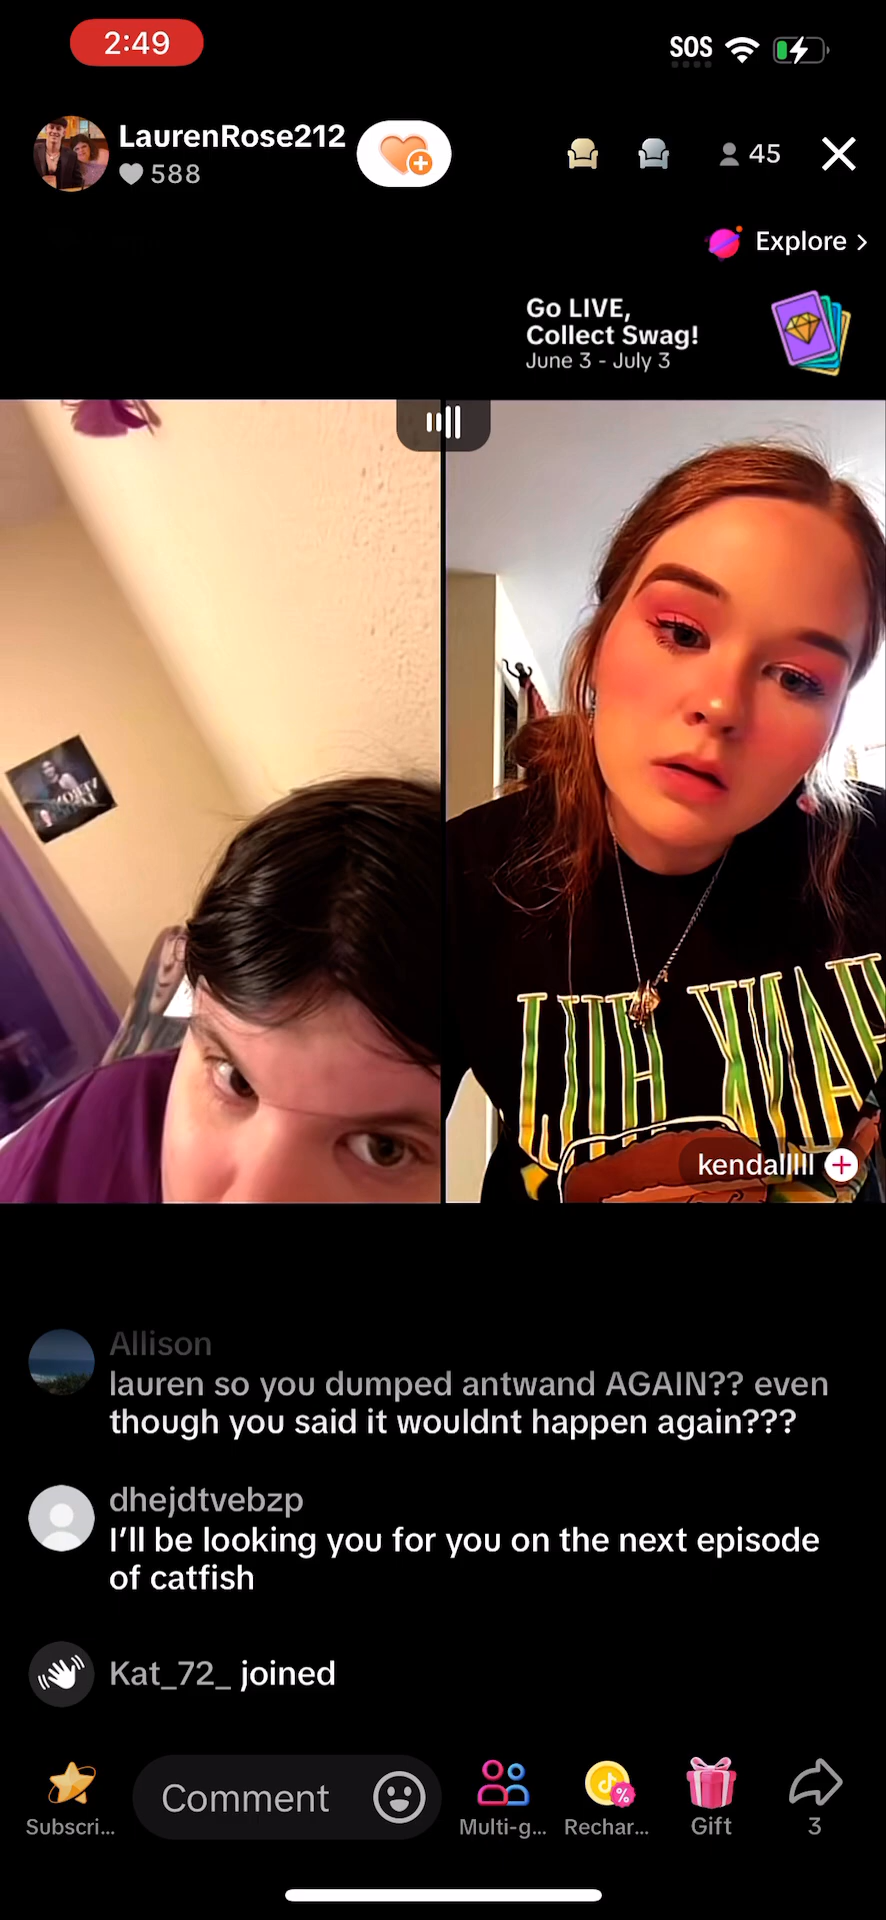 2:49
SOS
LaurenRose212
588
45
Explore >
Go LIVE,
Collect Swag!
June 3 - July 3
kendalllll
Allison
lauren so you dumped antwand AGAIN?? even
though you said it wouldnt happen again???
dhejdtvebzp
I’ll be looking you for you on the next episode
of catfish
Kat_72_ joined
Subscri...
Comment
Multi-g...
Rechar...
Gift
3